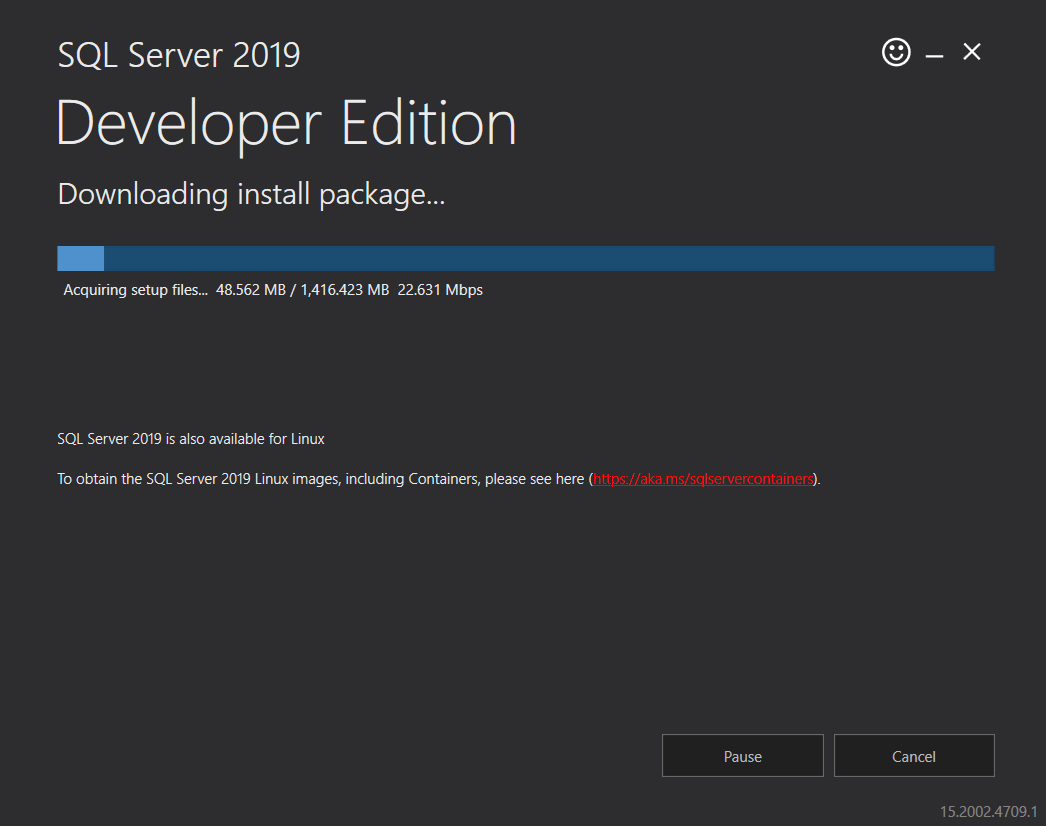 SQL Server 2019
Developer Edition
Downloading install package...
Acquiring setup files... 48.562 MB / 1,416.423 MB 22.631 Mbps
SQL Server 2019 is also available for Linux
To obtain the SQL Server 2019 Linux images, including Containers, please see here (https://aka.ms/sqlservercontainers).
Pause
Cancel
15.2002.4709.1